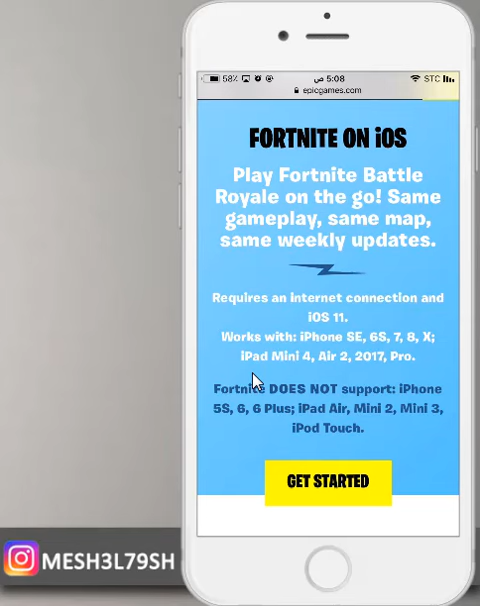 58% 5:08 ص STC
epicgames.com
FORTNITE ON iOS
Play Fortnite Battle
Royale on the go! Same
gameplay, same map,
same weekly updates.
Requires an internet connection and
iOS 11.
Works with: iPhone SE, 6S, 7, 8, X;
iPad Mini 4, Air 2, 2017, Pro.
Fortnite DOES NOT support: iPhone
5S, 6, 6 Plus; iPad Air, Mini 2, Mini 3,
iPod Touch.
GET STARTED
MESH3L79SH